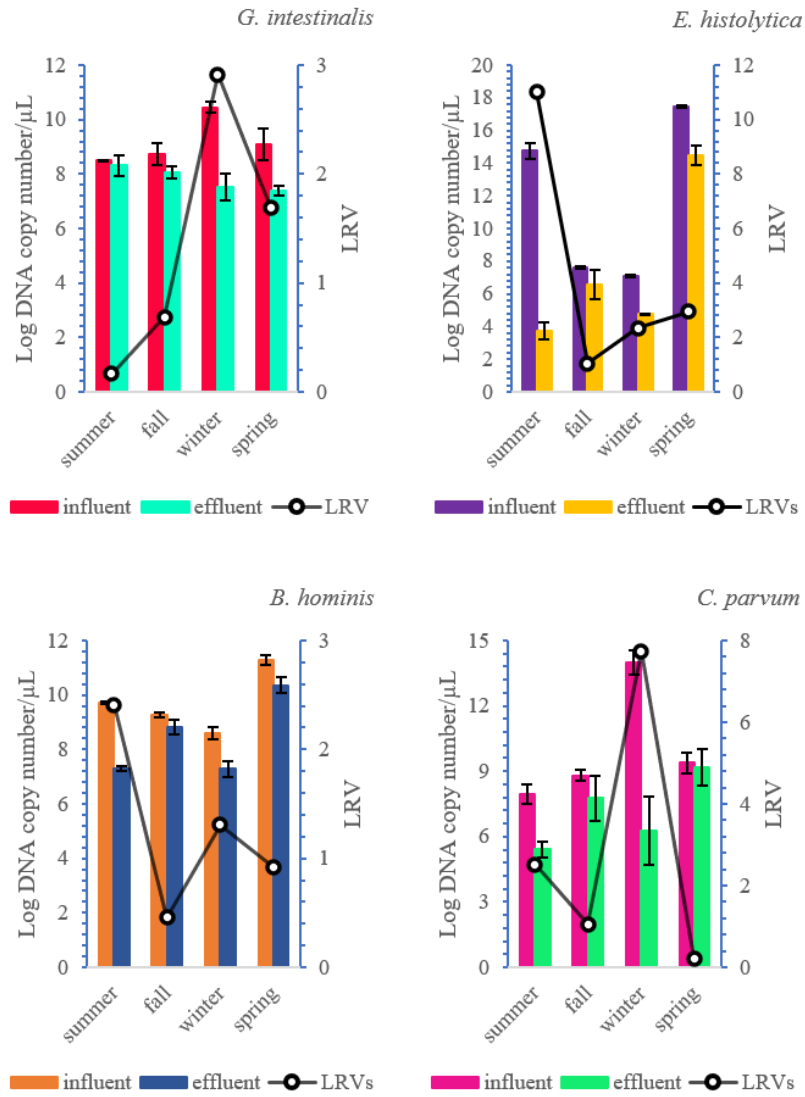 G. intestinalis
Log DNA copy number/µL
12
10
8
6
4
2
0
3
2
1
0
LRV
summer
fall
winter
spring
influent
effluent
LRV
E. histolytica
Log DNA copy number/µL
20
18
16
14
12
10
8
6
4
2
0
12
10
8
6
4
2
0
LRV
summer
fall
winter
spring
influent
effluent
LRVs
B. hominis
Log DNA copy number/µL
12
10
8
6
4
2
0
3
2
1
0
LRV
summer
fall
winter
spring
influent
effluent
LRVs
C. parvum
Log DNA copy number/µL
15
12
9
6
3
0
8
6
4
2
0
LRV
summer
fall
winter
spring
influent
effluent
LRVs